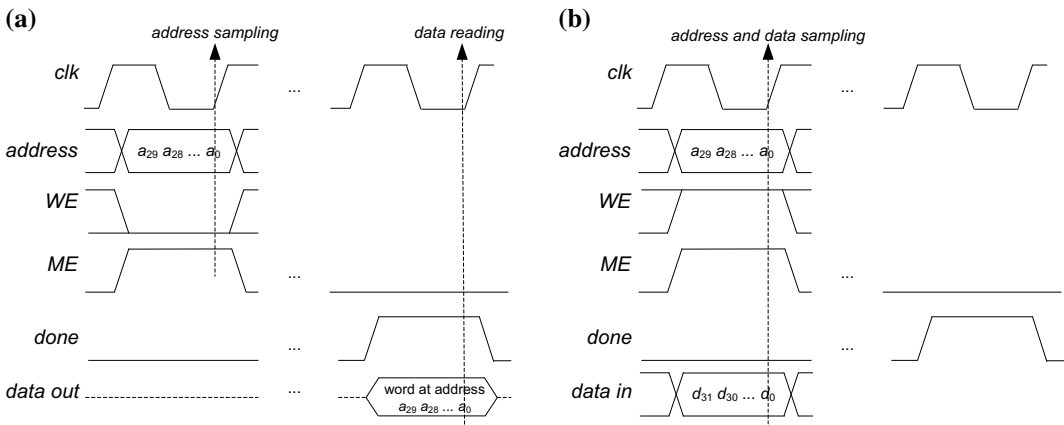 (a)
address sampling
data reading
clk
...
address
a29 a28 ... a0
WE
ME
...
done
...
data out
...
word at address
a29 a28 ... a0
(b)
address and data sampling
clk
...
address
a29 a28 ... a0
WE
ME
...
done
...
data in
d31 d30 ... d0